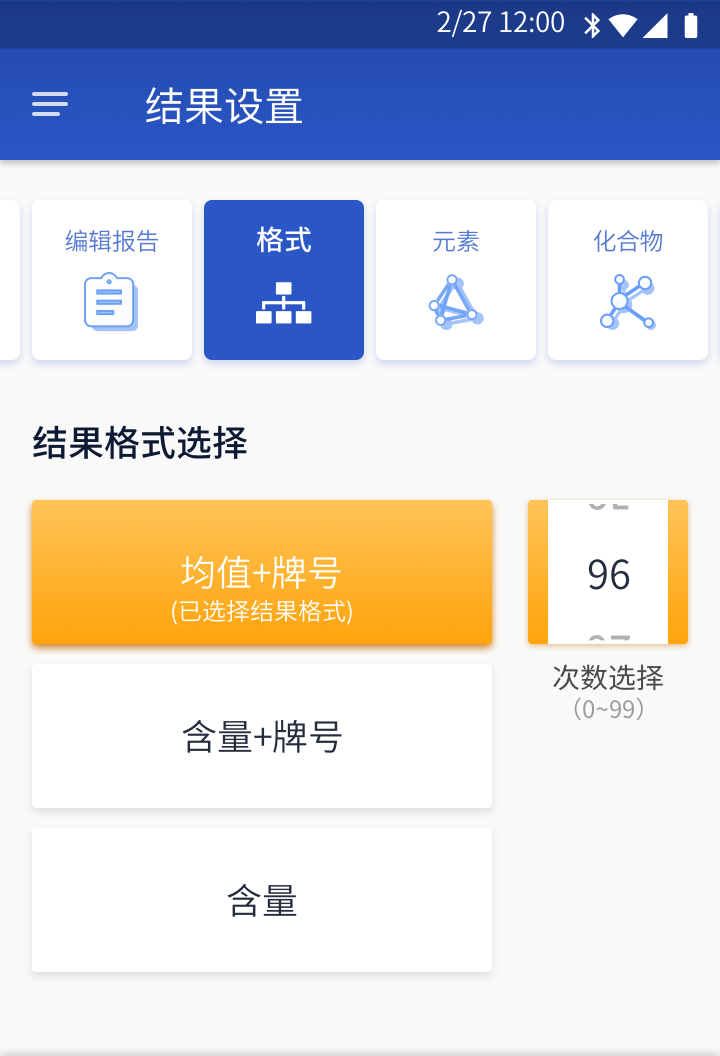 2/27 12:00
结果设置
编辑报告
格式
元素
化合物
结果格式选择
均值+牌号
(已选择结果格式)
96
次数选择
（0~99）
含量+牌号
含量